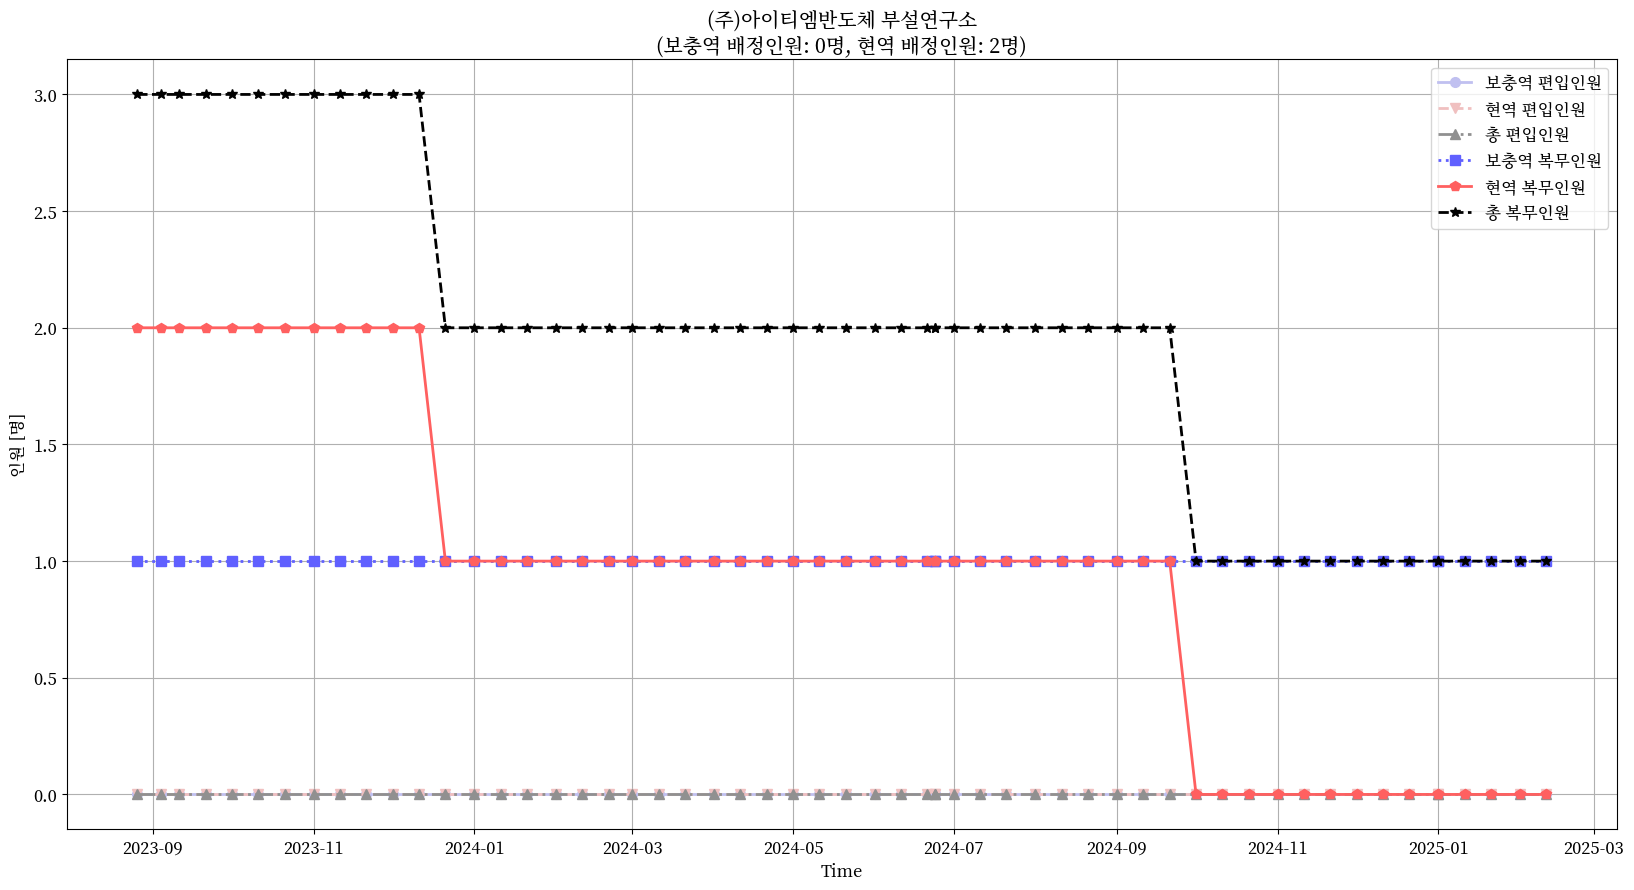 (주)아이티엠반도체 부설연구소
(보충역 배정인원: 0명, 현역 배정인원: 2명)
보충역 편입인원
현역 편입인원
총 편입인원
보충역 복무인원
현역 복무인원
총 복무인원
3.0
2.5
2.0
1.5
1.0
0.5
0.0
인원 [명]
2023-09
2023-11
2024-01
2024-03
2024-05
2024-07
2024-09
2024-11
2025-01
2025-03
Time